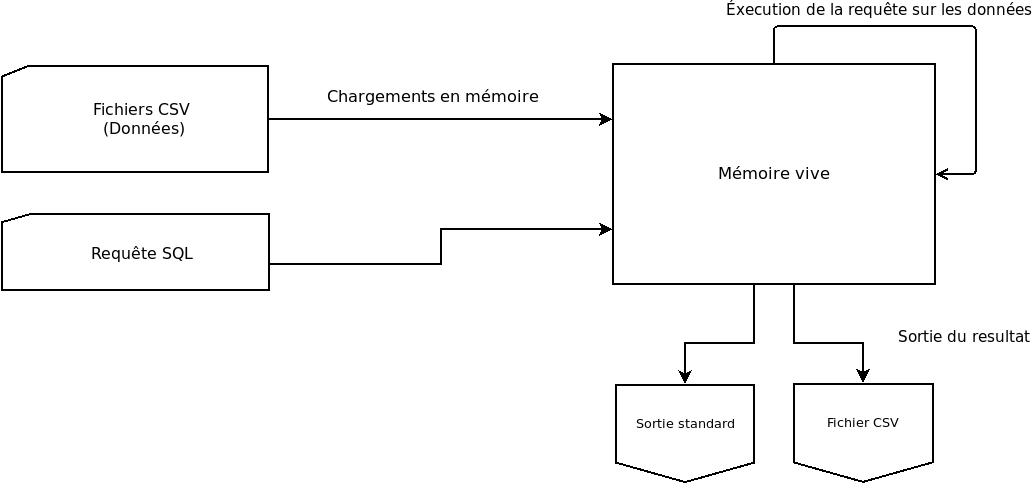 Éxecution de la requête sur les données
Fichiers CSV
(Données)
Chargements en mémoire
Mémoire vive
Requête SQL
Sortie du resultat
Sortie standard
Fichier CSV